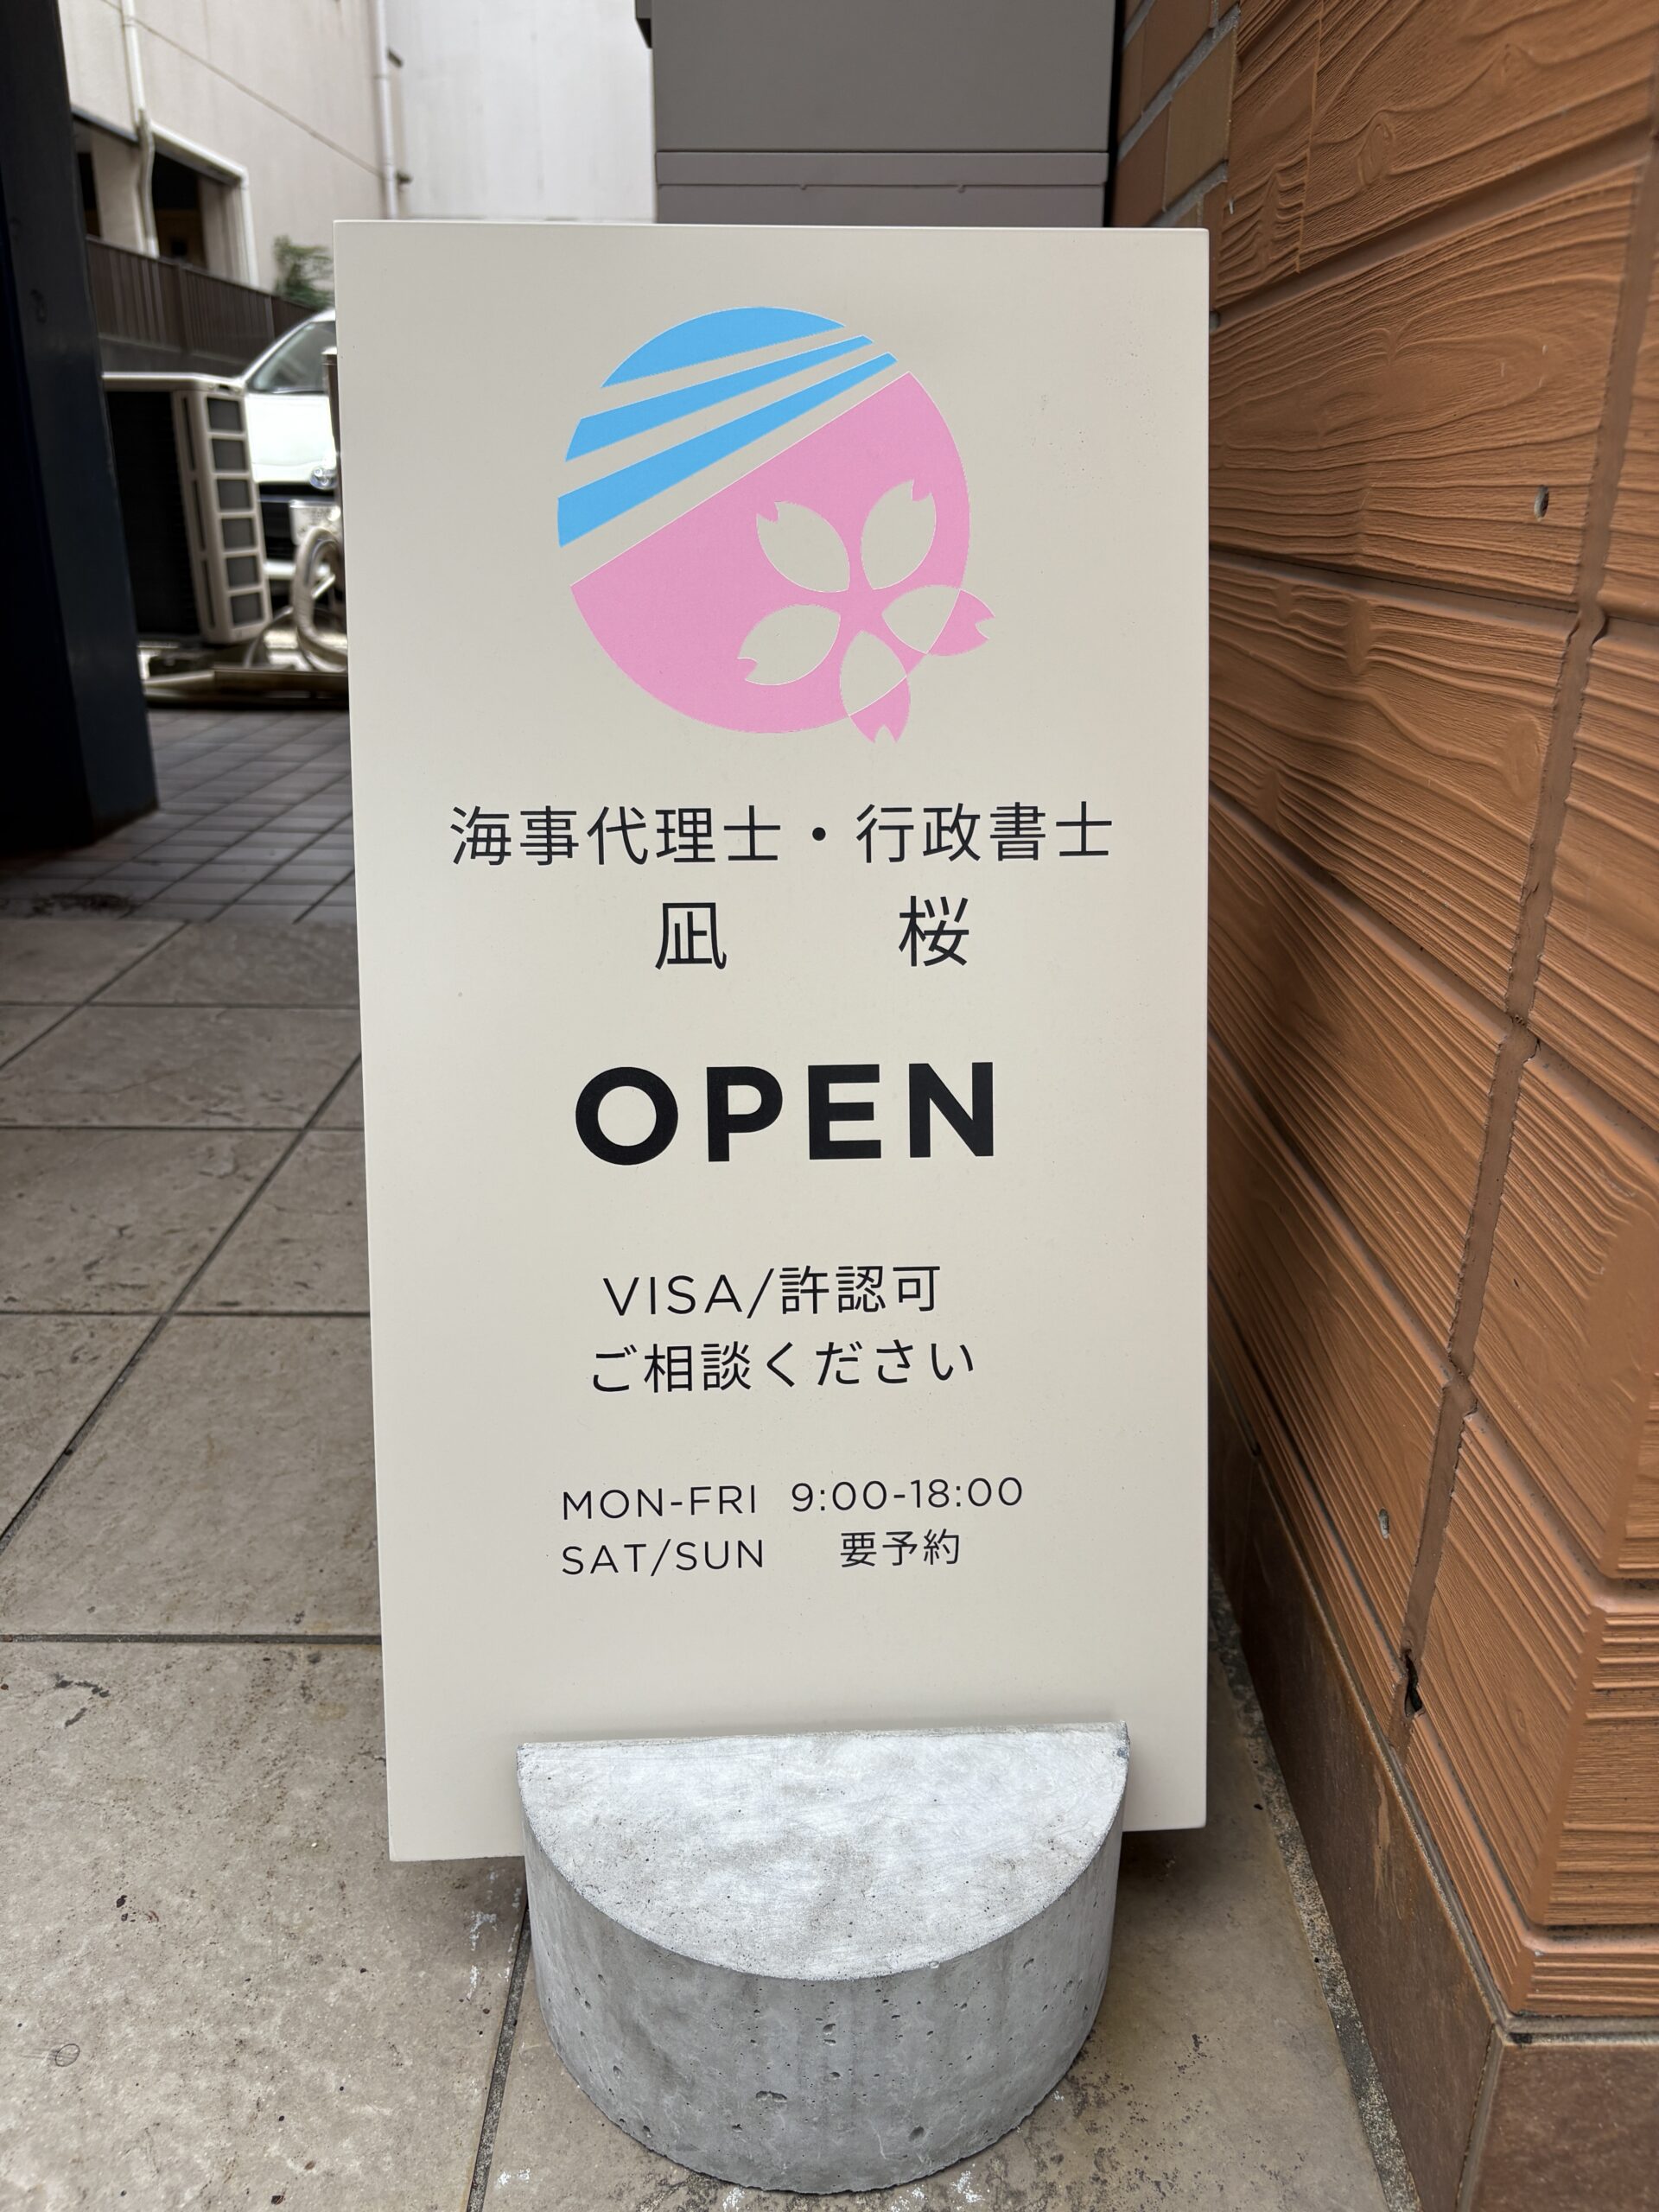 海事代理士・行政書士
凪 桜
OPEN
VISA/許認可
ご相談ください
MON-FRI 9:00-18:00
SAT/SUN 要予約